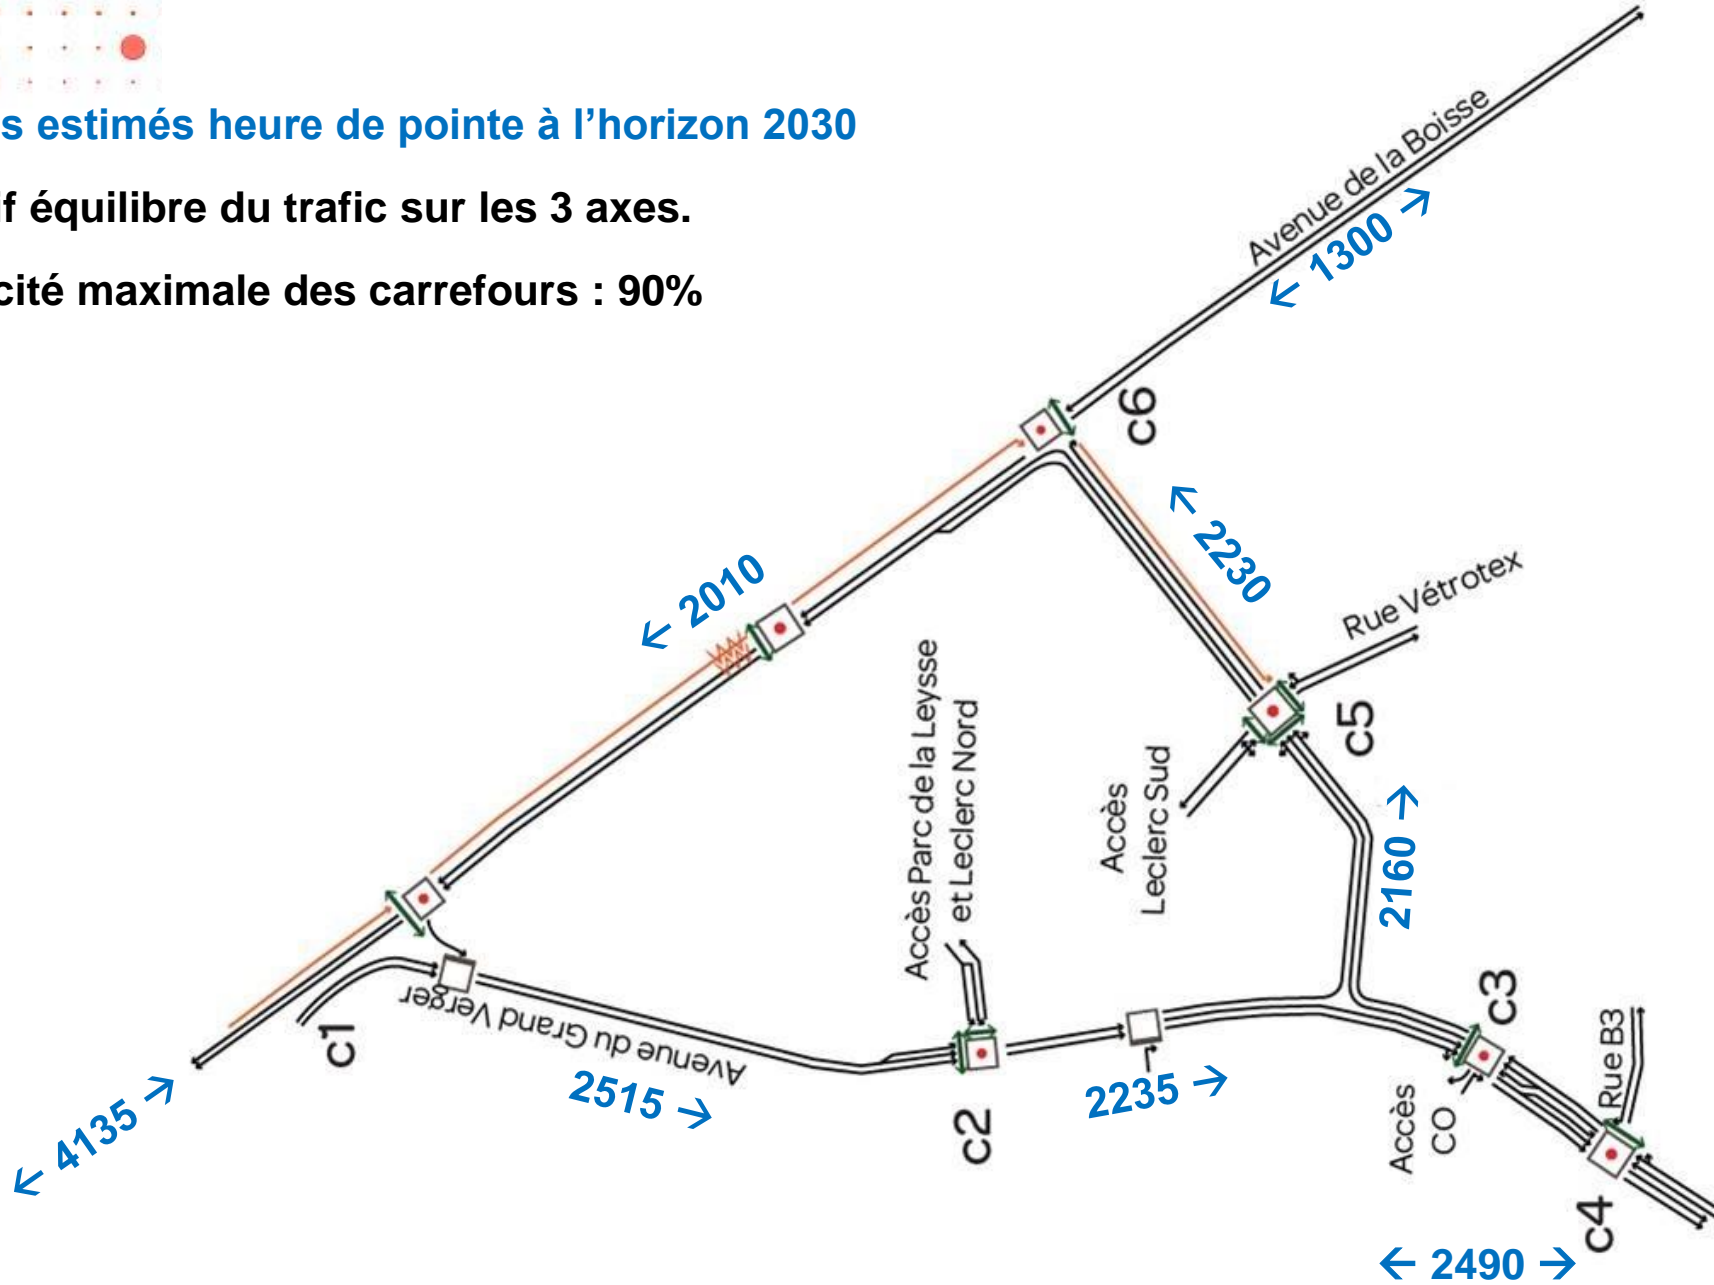 s estimés heure de pointe à l’horizon 2030
if équilibre du trafic sur les 3 axes.
cité maximale des carrefours : 90%
Avenue de la Boisse
← 1300 →
c6
← 2230
← 2010
Rue Vétrotex
c5
Accès Parc de la Leysse
et Leclerc Nord
Accès
Leclerc Sud
2160 →
c1
Avenue du Grand Verger
← 4135 →
2515 →
c2
2235 →
c3
Accès
CO
Rue B3
c4
← 2490 →